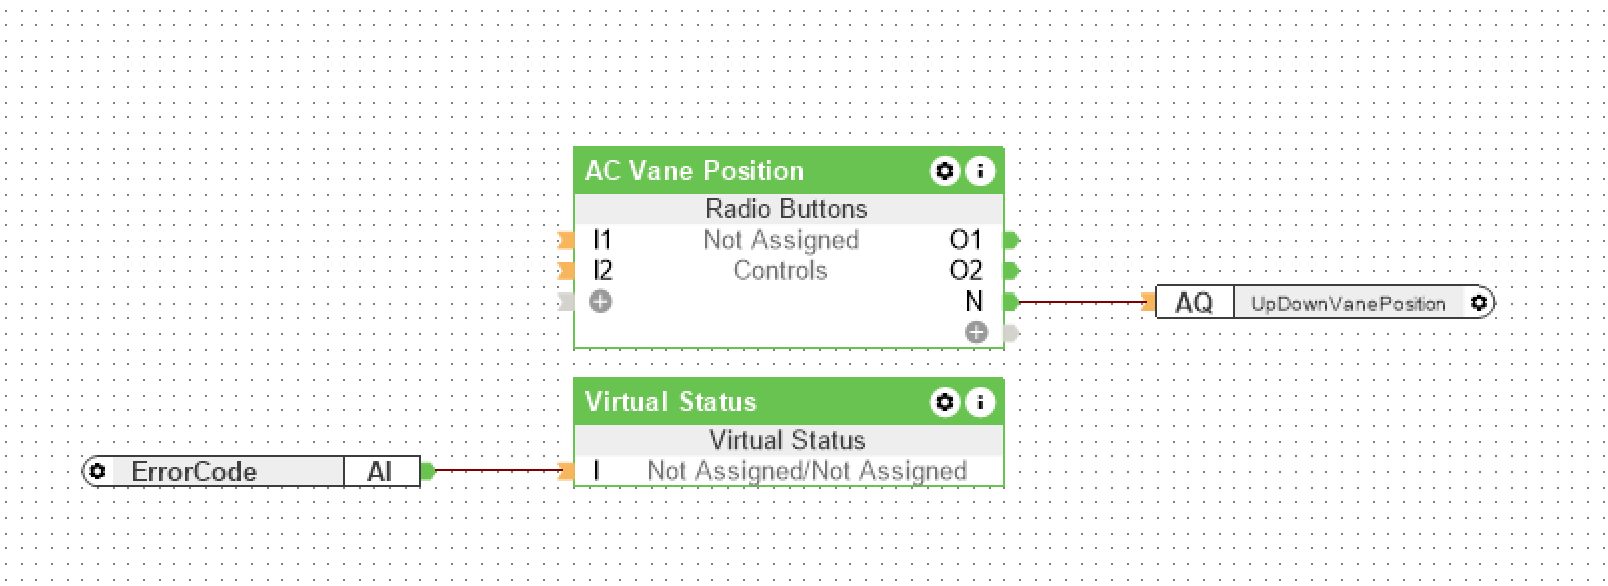 AC Vane Position
Radio Buttons
I1 Not Assigned O1
I2 Controls O2
N
AQ UpDownVanePosition
Virtual Status
Virtual Status
ErrorCode AI
I Not Assigned/Not Assigned